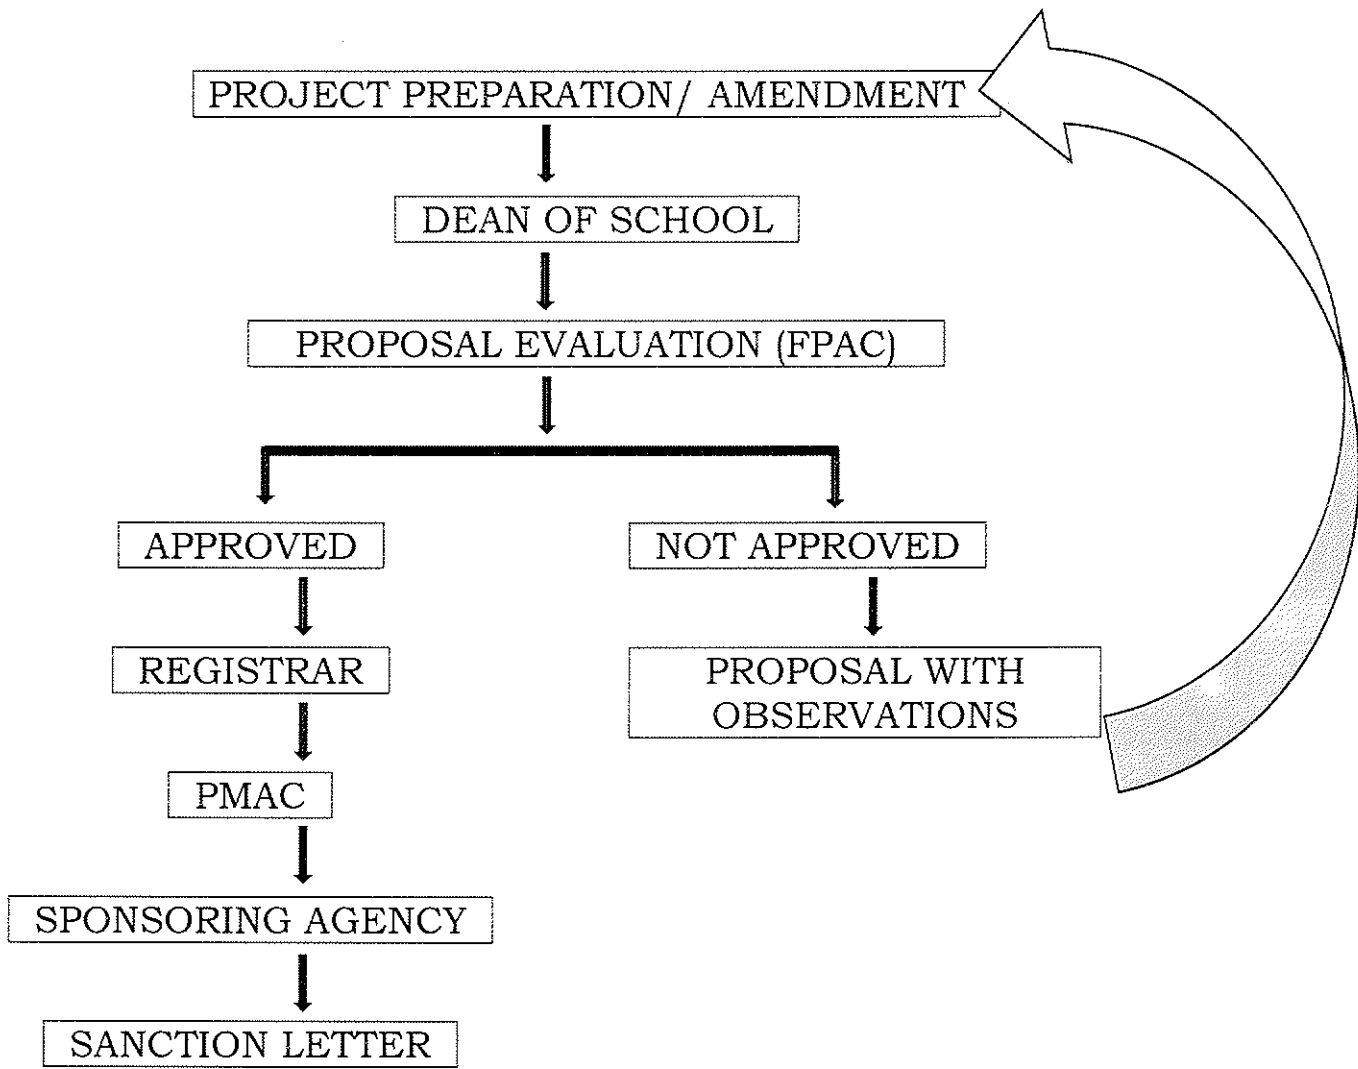 PROJECT PREPARATION/ AMENDMENT
DEAN OF SCHOOL
PROPOSAL EVALUATION (FPAC)
APPROVED
NOT APPROVED
REGISTRAR
PROPOSAL WITH
OBSERVATIONS
PMAC
SPONSORING AGENCY
SANCTION LETTER